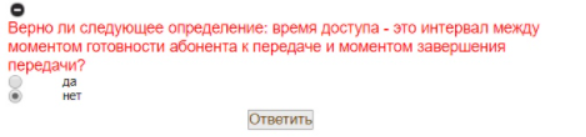 Верно ли следующее определение: время доступа - это интервал между
моментом готовности абонента к передаче и моментом завершения
передачи?
да
нет
Ответить